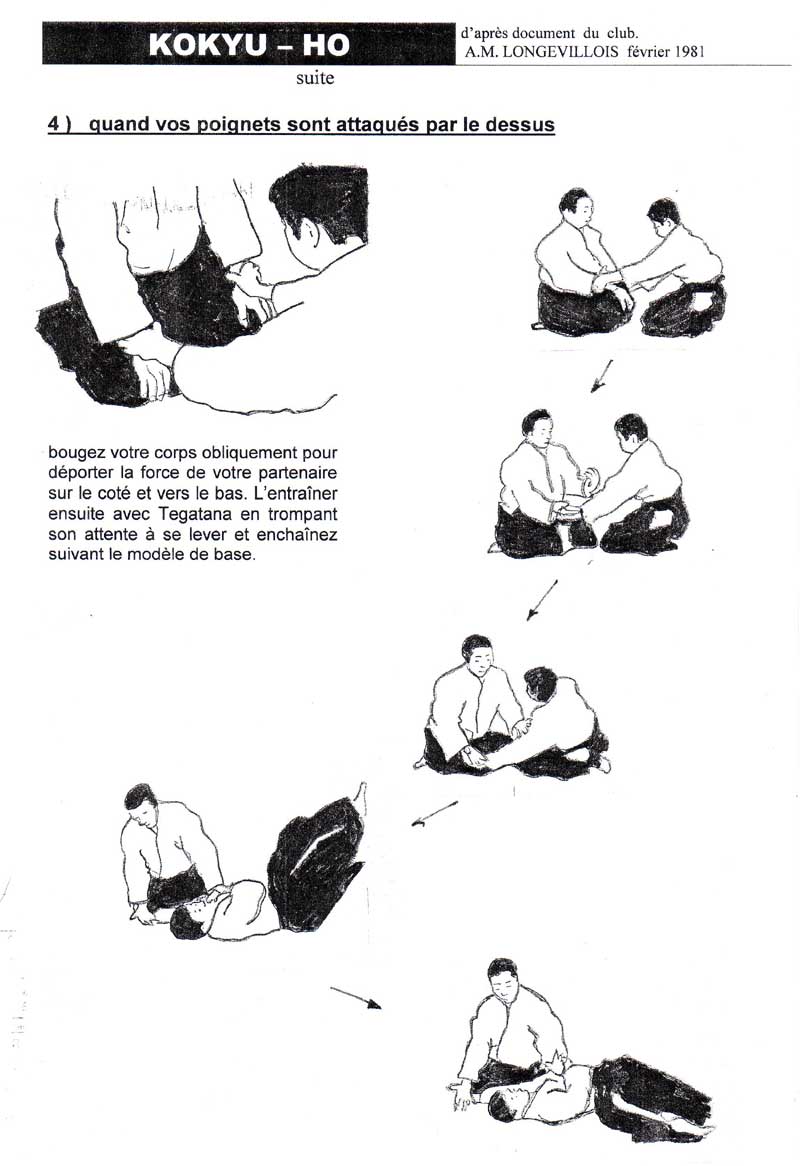 KOKYU – HO
d'après document du club.
A.M. LONGEVILLOIS février 1981
suite
4 ) quand vos poignets sont attaqués par le dessus
bougez votre corps obliquement pour
déporter la force de votre partenaire
sur le coté et vers le bas. L'entraîner
ensuite avec Tegatana en trompant
son attente à se lever et enchaînez
suivant le modèle de base.